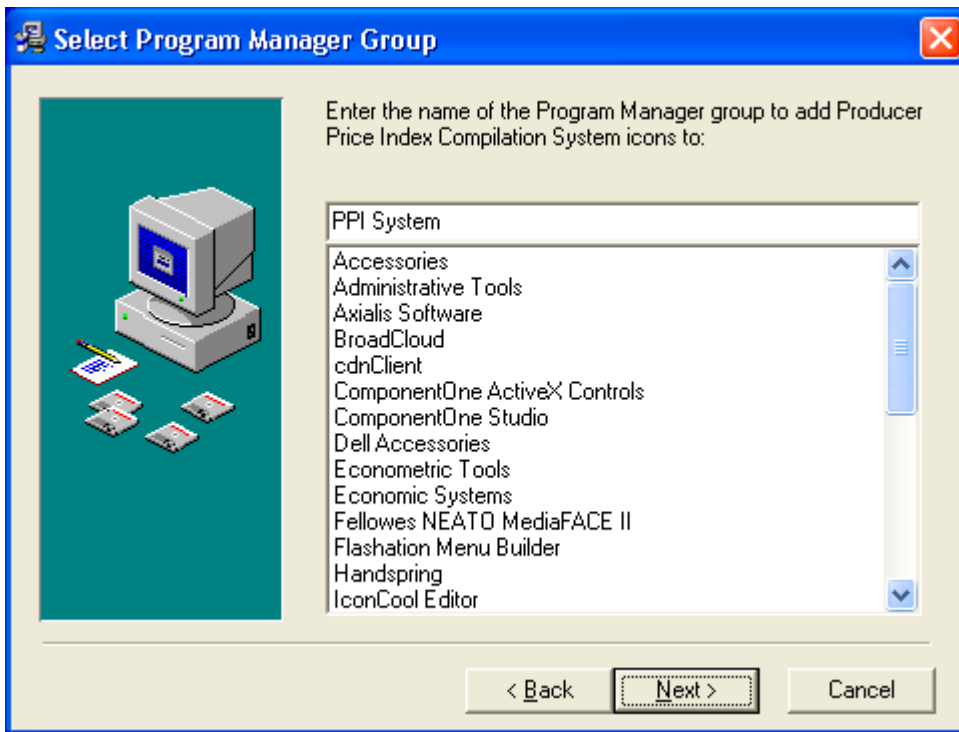 Select Program Manager Group
Enter the name of the Program Manager group to add Producer
Price Index Compilation System icons to:
PPI System
Accessories
Administrative Tools
Axialis Software
BroadCloud
cdnClient
ComponentOne ActiveX Controls
ComponentOne Studio
Dell Accessories
Econometric Tools
Economic Systems
Fellowes NEATO MediaFACE II
Flashation Menu Builder
Handspring
IconCool Editor
< Back
Next >
Cancel